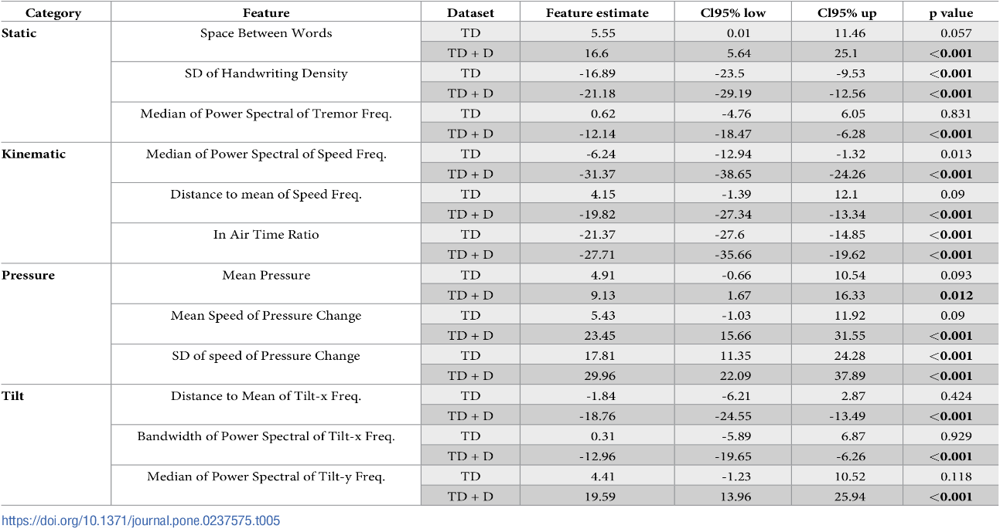 Category Feature Dataset Feature estimate Cl95% low Cl95% up p value
Static Space Between Words TD 5.55 0.01 11.46 0.057
TD + D 16.6 5.64 25.1 <0.001
SD of Handwriting Density TD -16.89 -23.5 -9.53 <0.001
TD + D -21.18 -29.19 -12.56 <0.001
Median of Power Spectral of Tremor Freq. TD 0.62 -4.76 6.05 0.831
TD + D -12.14 -18.47 -6.28 <0.001
Kinematic Median of Power Spectral of Speed Freq. TD -6.24 -12.94 -1.32 0.013
TD + D -31.37 -38.65 -24.26 <0.001
Distance to mean of Speed Freq. TD 4.15 -1.39 12.1 0.09
TD + D -19.82 -27.34 -13.34 <0.001
In Air Time Ratio TD -21.37 -27.6 -14.85 <0.001
TD + D -27.71 -35.66 -19.62 <0.001
Pressure Mean Pressure TD 4.91 -0.66 10.54 0.093
TD + D 9.13 1.67 16.33 0.012
Mean Speed of Pressure Change TD 5.43 -1.03 11.92 0.09
TD + D 23.45 15.66 31.55 <0.001
SD of speed of Pressure Change TD 17.81 11.35 24.28 <0.001
TD + D 29.96 22.09 37.89 <0.001
Tilt Distance to Mean of Tilt-x Freq. TD -1.84 -6.21 2.87 0.424
TD + D -18.76 -24.55 -13.49 <0.001
Bandwidth of Power Spectral of Tilt-x Freq. TD 0.31 -5.89 6.87 0.929
TD + D -12.96 -19.65 -6.26 <0.001
Median of Power Spectral of Tilt-y Freq. TD 4.41 -1.23 10.52 0.118
TD + D 19.59 13.96 25.94 <0.001
https://doi.org/10.1371/journal.pone.0237575.t005